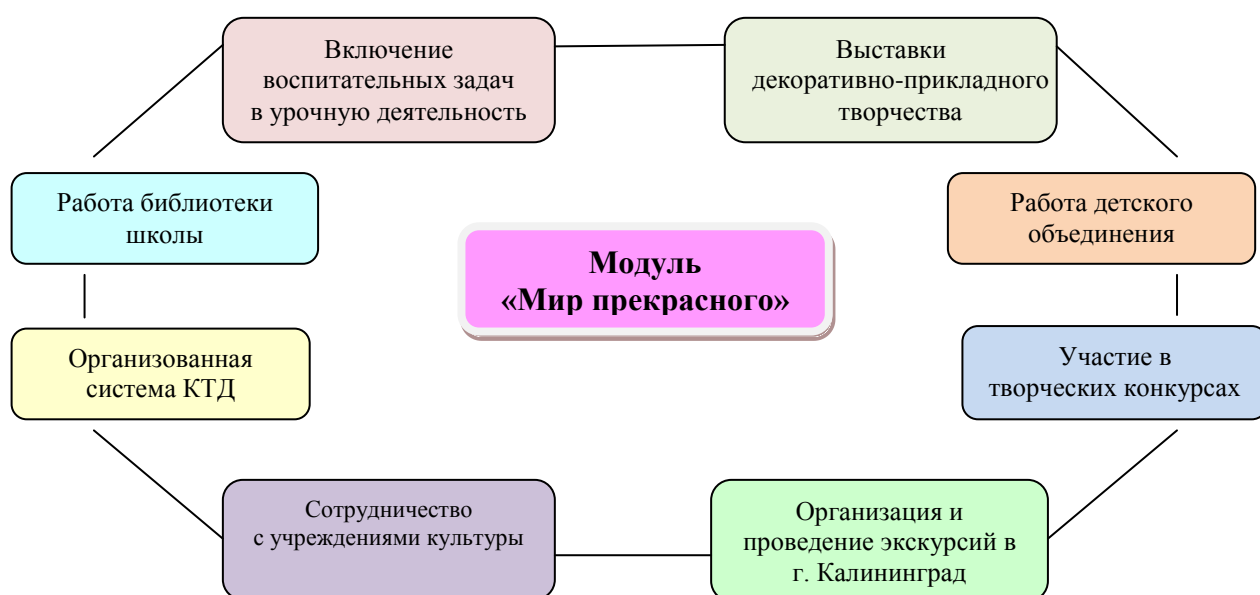 Включение
воспитательных задач
в урочную деятельность
Выставки
декоративно-прикладного
творчества
Работа библиотеки
школы
Работа детского
объединения
Модуль
«Мир прекрасного»
Организованная
система КТД
Участие в
творческих конкурсах
Сотрудничество
с учреждениями культуры
Организация и
проведение экскурсий в
г. Калининград